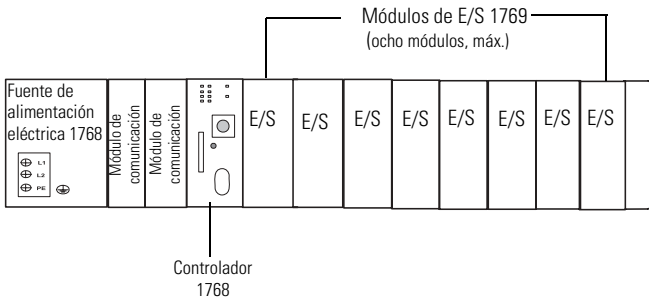 Módulos de E/S 1769
(ocho módulos, máx.)
Fuente de
alimentación
eléctrica 1768
L1
L2
PE
Módulo de
comunicación
Módulo de
comunicación
E/S
E/S
E/S
E/S
E/S
E/S
E/S
E/S
Controlador
1768